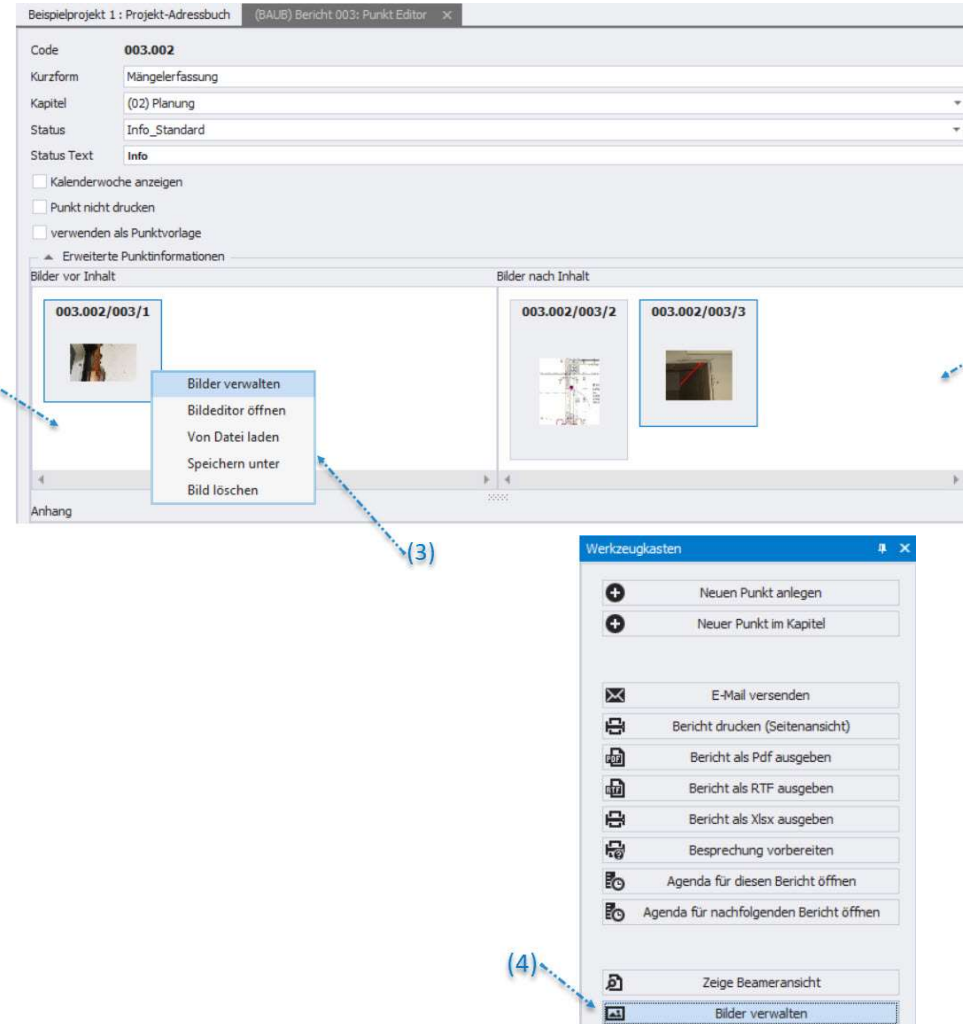 Beispielprojekt 1 : Projekt-Adressbuch (BAUB) Bericht 003: Punkt Editor
Code 003.002
Kurzform Mängelerfassung
Kapitel (02) Planung
Status Info_Standard
Status Text Info
Kalenderwoche anzeigen
Punkt nicht drucken
verwenden als Punktvorlage
Erweiterte Punktinformationen
Bilder vor Inhalt Bilder nach Inhalt
003.002/003/1 003.002/003/2 003.002/003/3
Bilder verwalten
Bildeditor öffnen
Von Datei laden
Speichern unter
Bild löschen
Anhang
(3)
Werkzeugkasten
Neuen Punkt anlegen
Neuer Punkt im Kapitel
E-Mail versenden
Bericht drucken (Seitenansicht)
Bericht als Pdf ausgeben
Bericht als RTF ausgeben
Bericht als Xlsx ausgeben
Besprechung vorbereiten
Agenda für diesen Bericht öffnen
Agenda für nachfolgenden Bericht öffnen
(4)
Zeige Beameransicht
Bilder verwalten